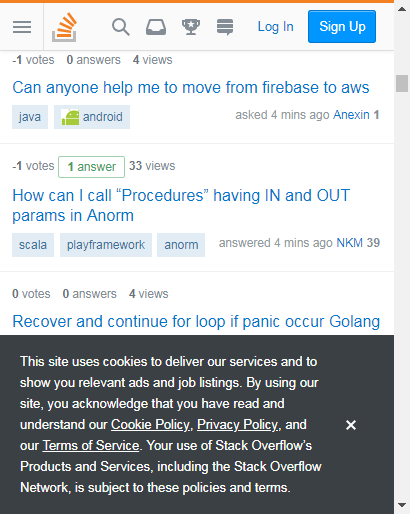 Log In Sign Up
-1 votes 0 answers 4 views
Can anyone help me to move from firebase to aws
java android asked 4 mins ago Anexin 1
-1 votes 1 answer 33 views
How can I call “Procedures” having IN and OUT
params in Anorm
scala playframework anorm answered 4 mins ago NKM 39
0 votes 0 answers 4 views
Recover and continue for loop if panic occur Golang
This site uses cookies to deliver our services and to
show you relevant ads and job listings. By using our
site, you acknowledge that you have read and
understand our Cookie Policy, Privacy Policy, and
our Terms of Service. Your use of Stack Overflow’s
Products and Services, including the Stack Overflow
Network, is subject to these policies and terms.